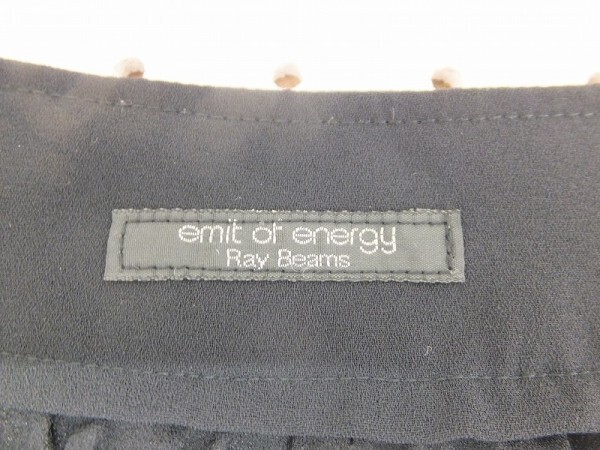 emit of energy
Ray Beams